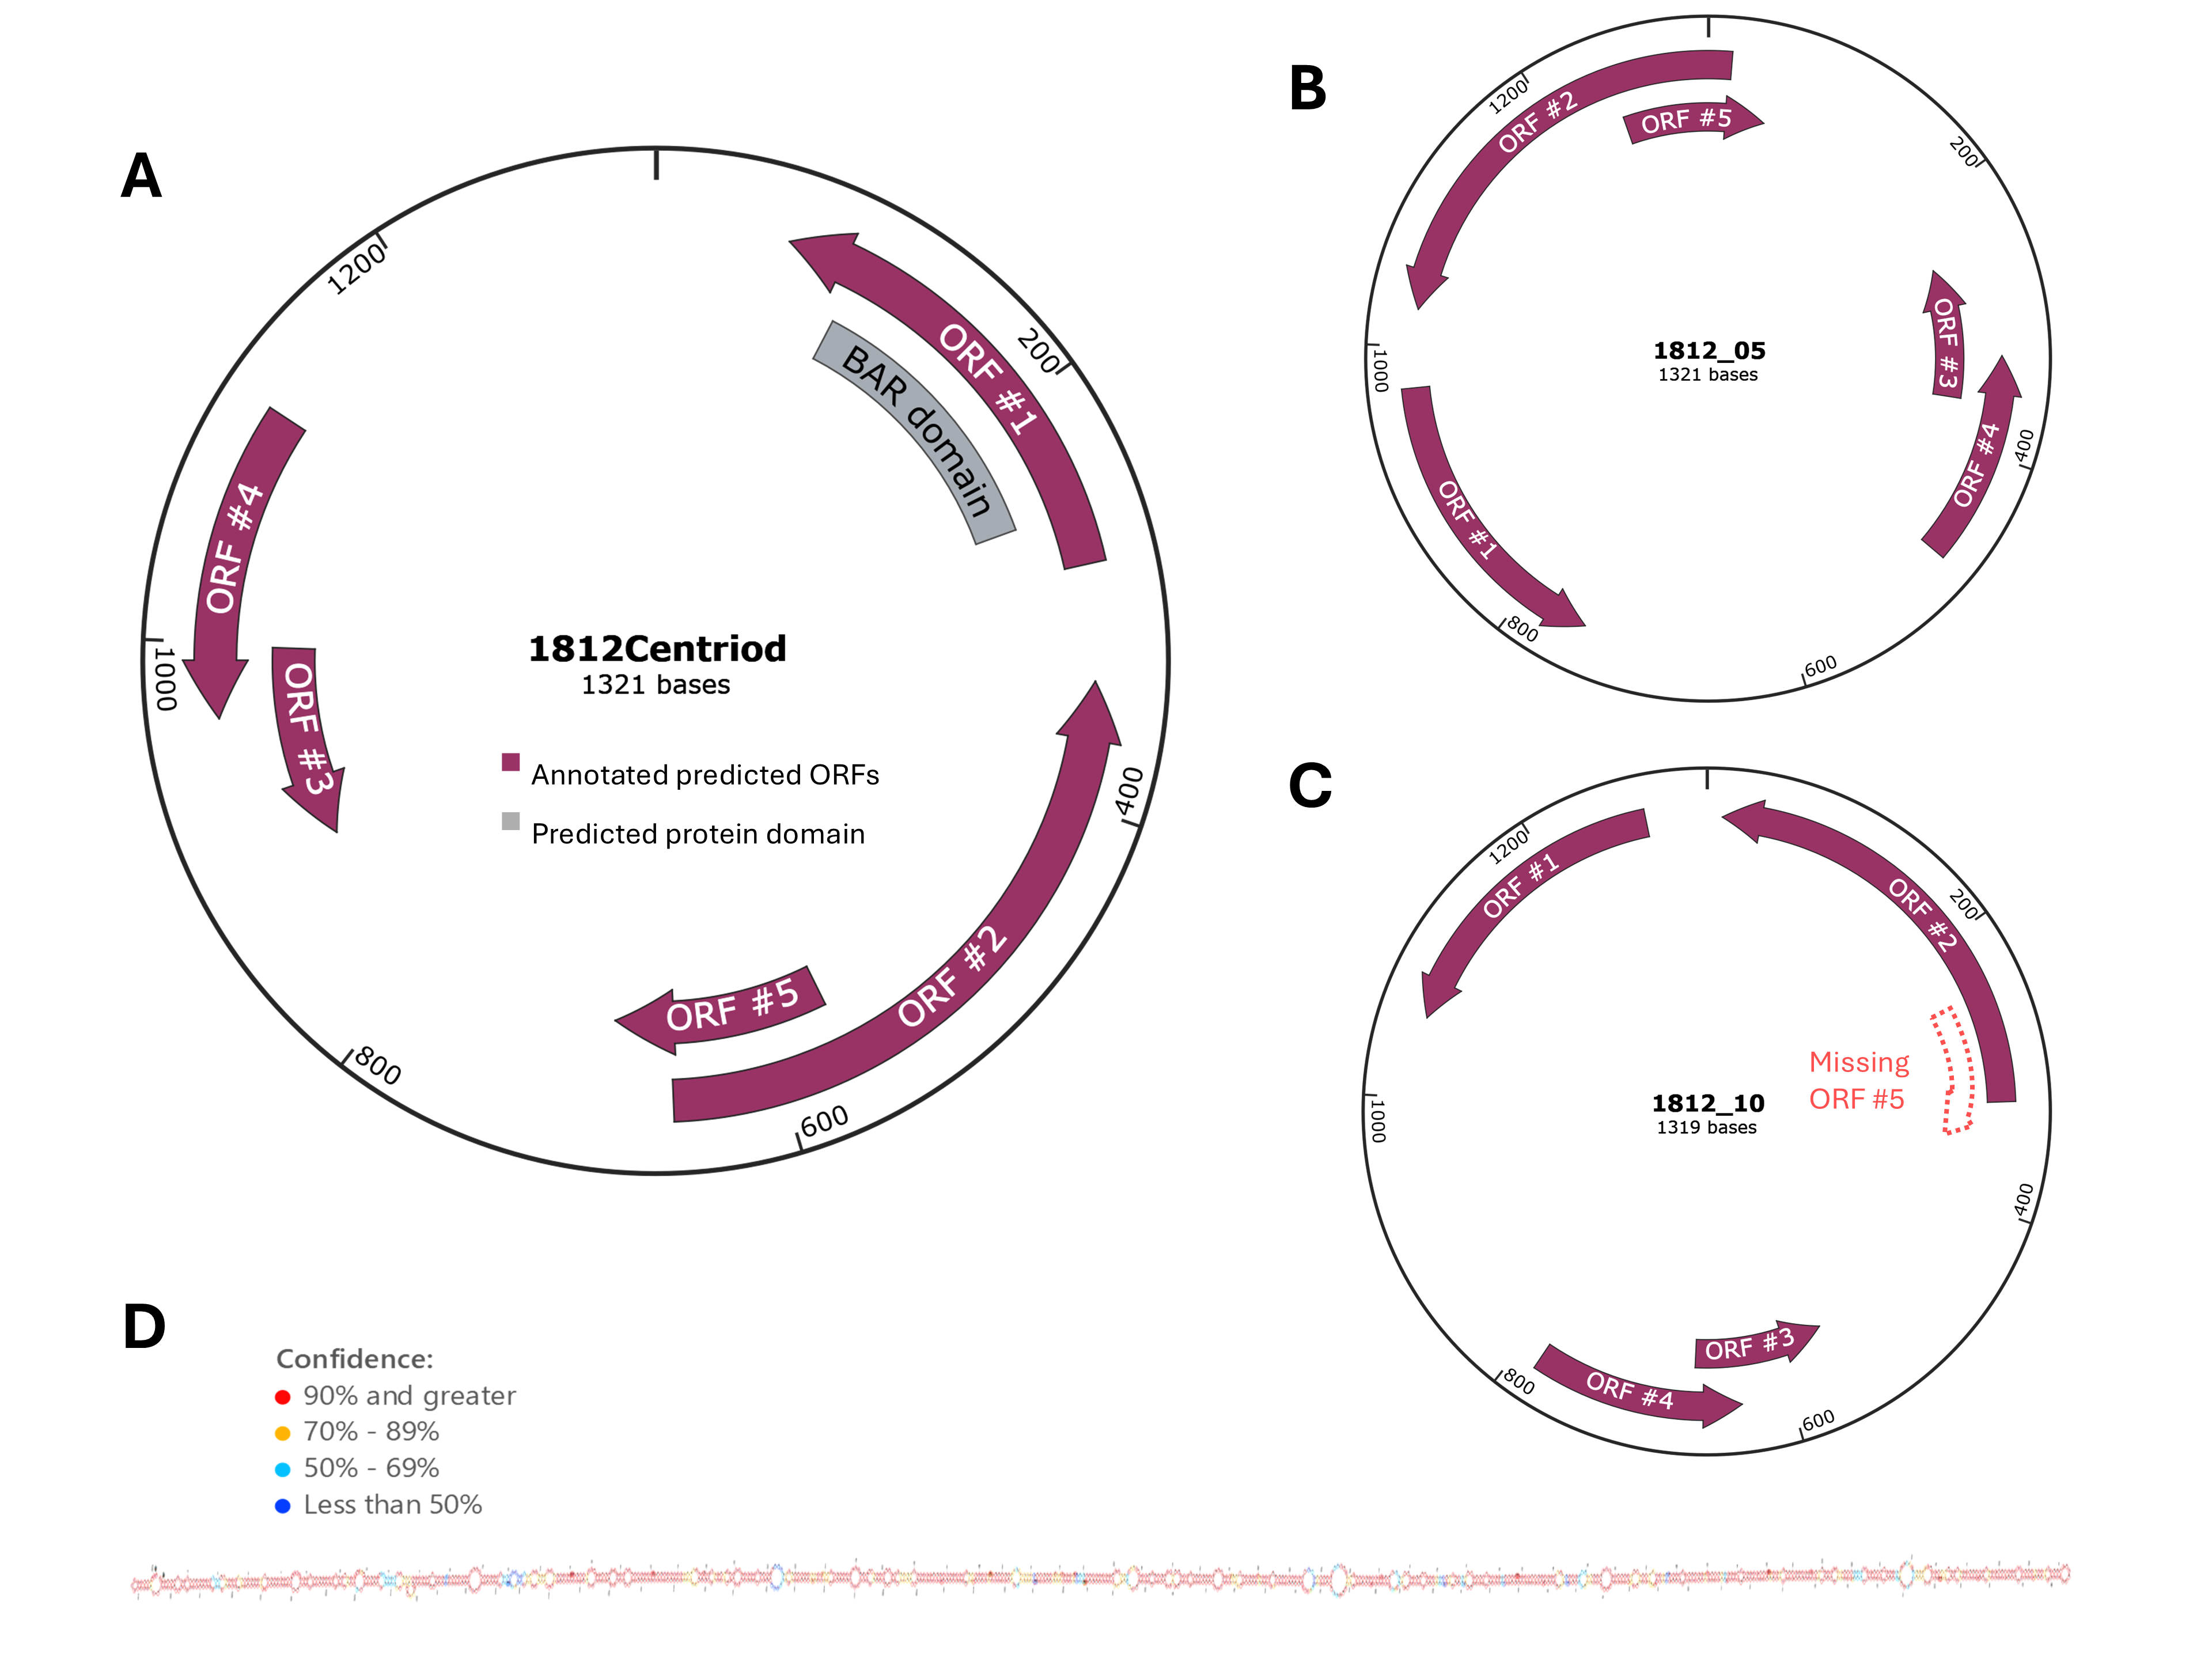 A
1200
ORF #1
200
BAR domain
ORF #4
1000
ORF #3
1812Centriod
1321 bases
Annotated predicted ORFs
Predicted protein domain
400
ORF #2
ORF #5
800
600
B
1200
ORF #2
ORF #5
200
1000
1812_05
1321 bases
ORF #3
ORF #4
400
ORF #1
800
600
C
1200
ORF #1
200
ORF #2
1000
1812_10
1319 bases
Missing
ORF #5
400
ORF #3
ORF #4
800
600
D
Confidence:
90% and greater
70% - 89%
50% - 69%
Less than 50%